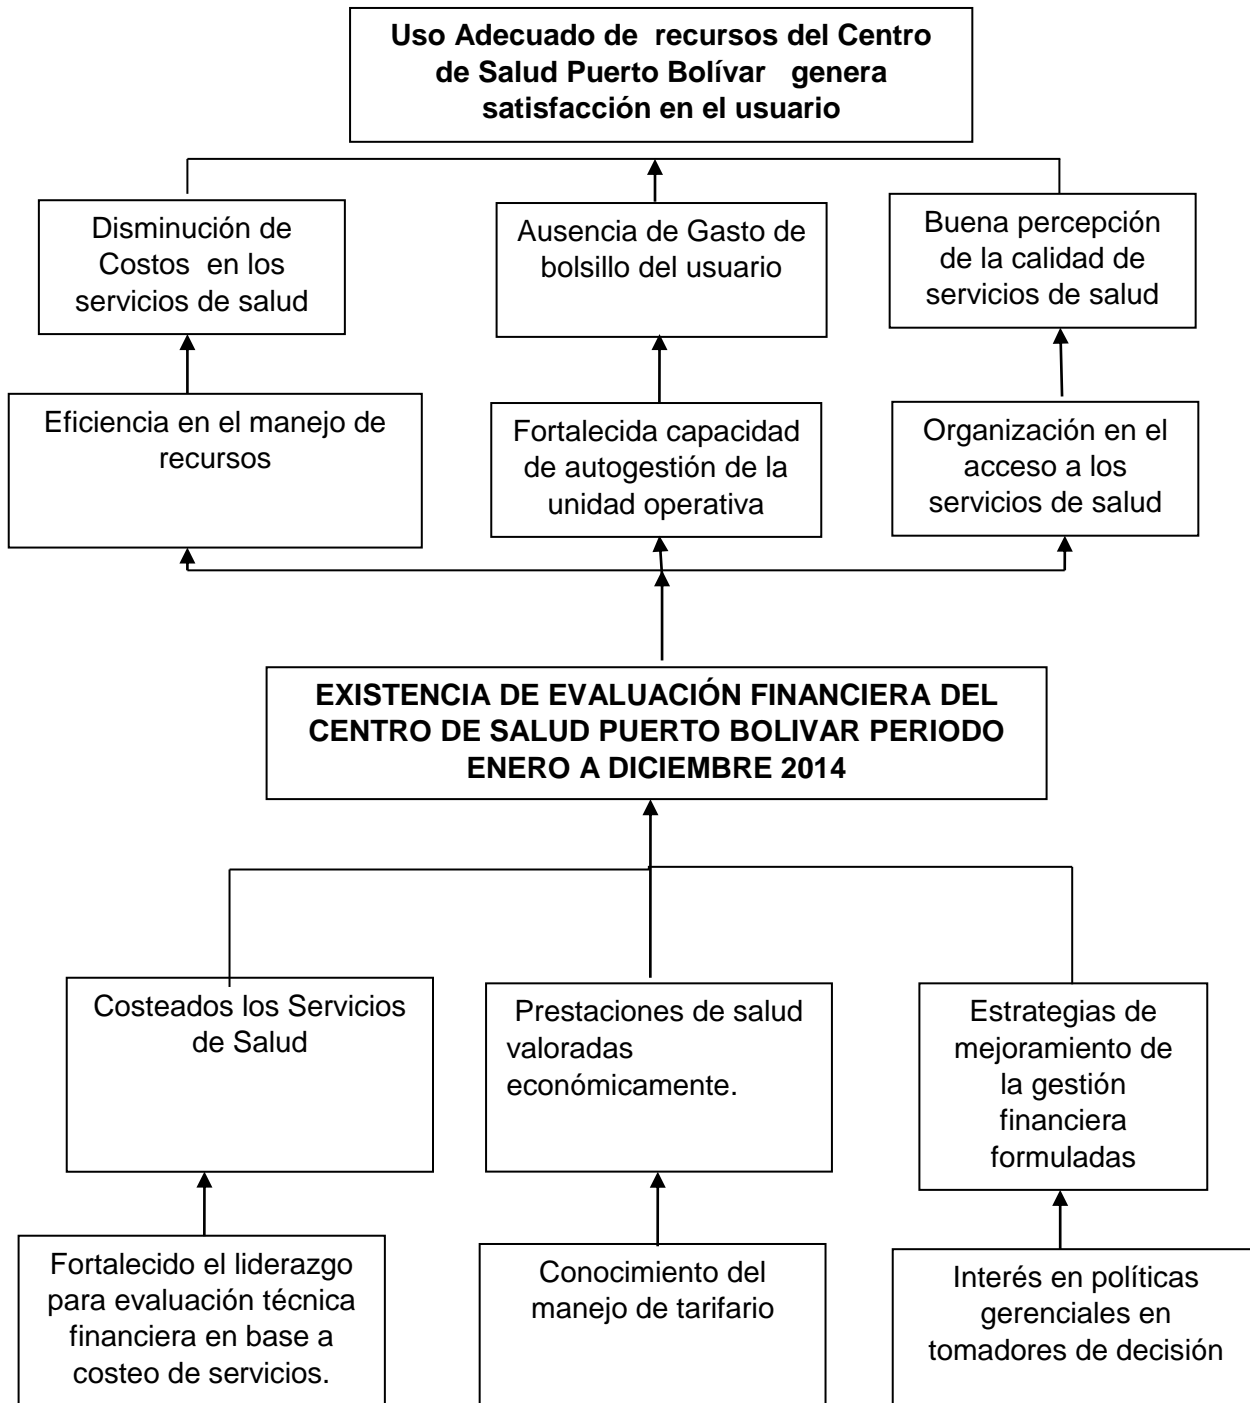 Uso Adecuado de recursos del Centro
de Salud Puerto Bolívar genera
satisfacción en el usuario
Disminución de
Costos en los
servicios de salud
Ausencia de Gasto de
bolsillo del usuario
Buena percepción
de la calidad de
servicios de salud
Eficiencia en el manejo de
recursos
Fortalecida capacidad
de autogestión de la
unidad operativa
Organización en el
acceso a los
servicios de salud
EXISTENCIA DE EVALUACIÓN FINANCIERA DEL
CENTRO DE SALUD PUERTO BOLIVAR PERIODO
ENERO A DICIEMBRE 2014
Costeados los Servicios
de Salud
Prestaciones de salud
valoradas
económicamente.
Estrategias de
mejoramiento de
la gestión
financiera
formuladas
Fortalecido el liderazgo
para evaluación técnica
financiera en base a
costeo de servicios.
Conocimiento del
manejo de tarifario
Interés en políticas
gerenciales en
tomadores de decisión